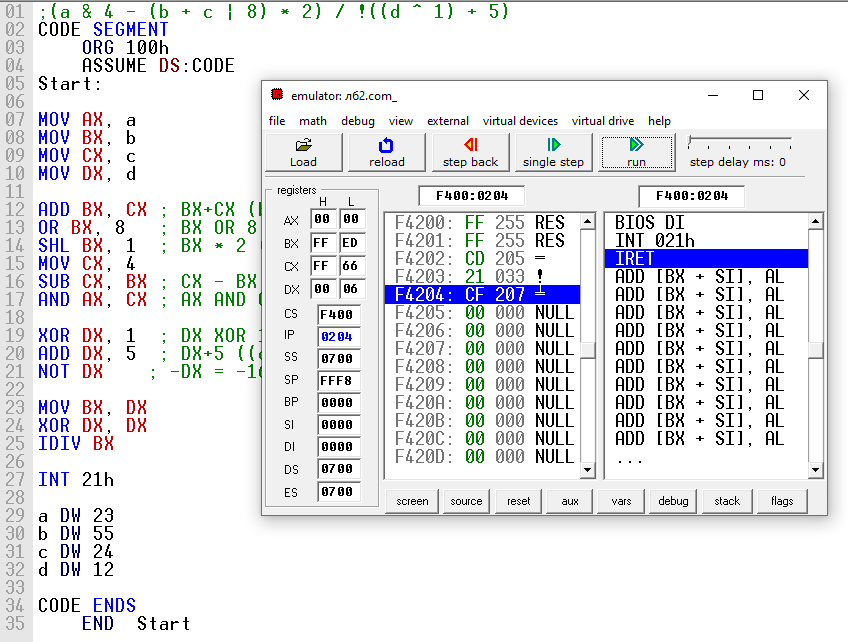 01 ;(a & 4 - (b + c | 8) * 2) / !((d ^ 1) + 5)
02 CODE SEGMENT
03 ORG 100h
04 ASSUME DS:CODE
05 Start:
06
07 MOV AX, a
08 MOV BX, b
09 MOV CX, c
10 MOV DX, d
11
12 ADD BX, CX ; BX+CX (b
13 OR BX, 8 ; BX OR 8
14 SHL BX, 1 ; BX * 2
15 MOV CX, 4
16 SUB CX, BX ; CX - BX
17 AND AX, CX ; AX AND
18
19 XOR DX, 1 ; DX XOR 1
20 ADD DX, 5 ; DX+5 ((d
21 NOT DX ; -DX = -16
22
23 MOV BX, DX
24 XOR DX, DX
25 IDIV BX
26
27 INT 21h
28
29 a DW 23
30 b DW 55
31 c DW 24
32 d DW 12
33
34 CODE ENDS
35 END Start
emulator: л62.com_
file math debug view external virtual devices virtual drive help
Load reload step back single step run step delay ms: 0
registers
H L
AX 00 00
BX FF ED
CX FF 66
DX 00 06
CS F400
IP 0204
SS 0700
SP FFF8
BP 0000
SI 0000
DI 0000
DS 0700
ES 0700
F400:0204
F4200: FF 255 RES
F4201: FF 255 RES
F4202: CD 205 =
F4203: 21 033 !
F4204: CF 207 ╧
F4205: 00 000 NULL
F4206: 00 000 NULL
F4207: 00 000 NULL
F4208: 00 000 NULL
F4209: 00 000 NULL
F420A: 00 000 NULL
F420B: 00 000 NULL
F420C: 00 000 NULL
F420D: 00 000 NULL
F400:0204
BIOS DI
INT 021h
IRET
ADD [BX + SI], AL
ADD [BX + SI], AL
ADD [BX + SI], AL
ADD [BX + SI], AL
ADD [BX + SI], AL
ADD [BX + SI], AL
ADD [BX + SI], AL
ADD [BX + SI], AL
ADD [BX + SI], AL
ADD [BX + SI], AL
...
screen source reset aux vars debug stack flags